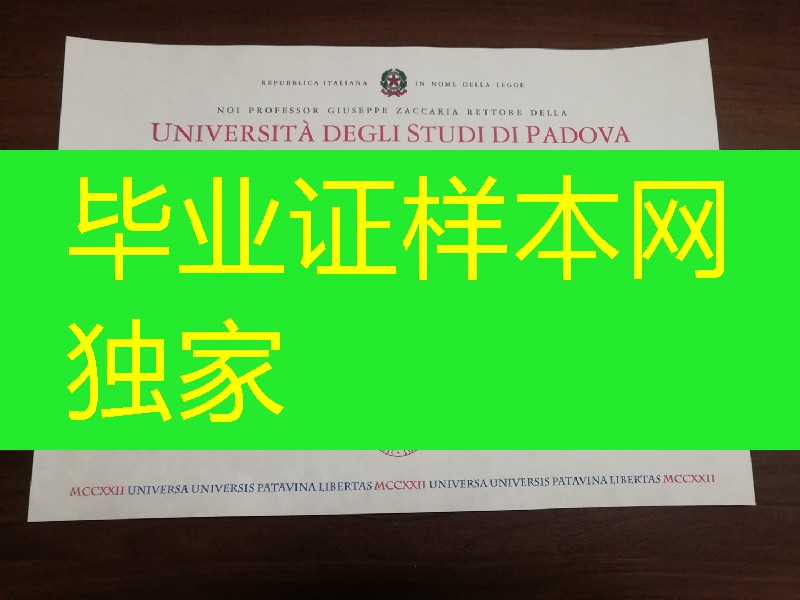 REPUBBLICA ITALIANA IN NOME DELLA LEGGE
NOI PROFESSOR GIUSEPPE ZACCARIA RETTORE DELLA
UNIVERSITÀ DEGLI STUDI DI PADOVA
毕业证样本网
独家
MCCXXII UNIVERSA UNIVERSIS PATAVINA LIBERTAS MCCXXII UNIVERSA UNIVERSIS PATAVINA LIBERTAS MCCXXII